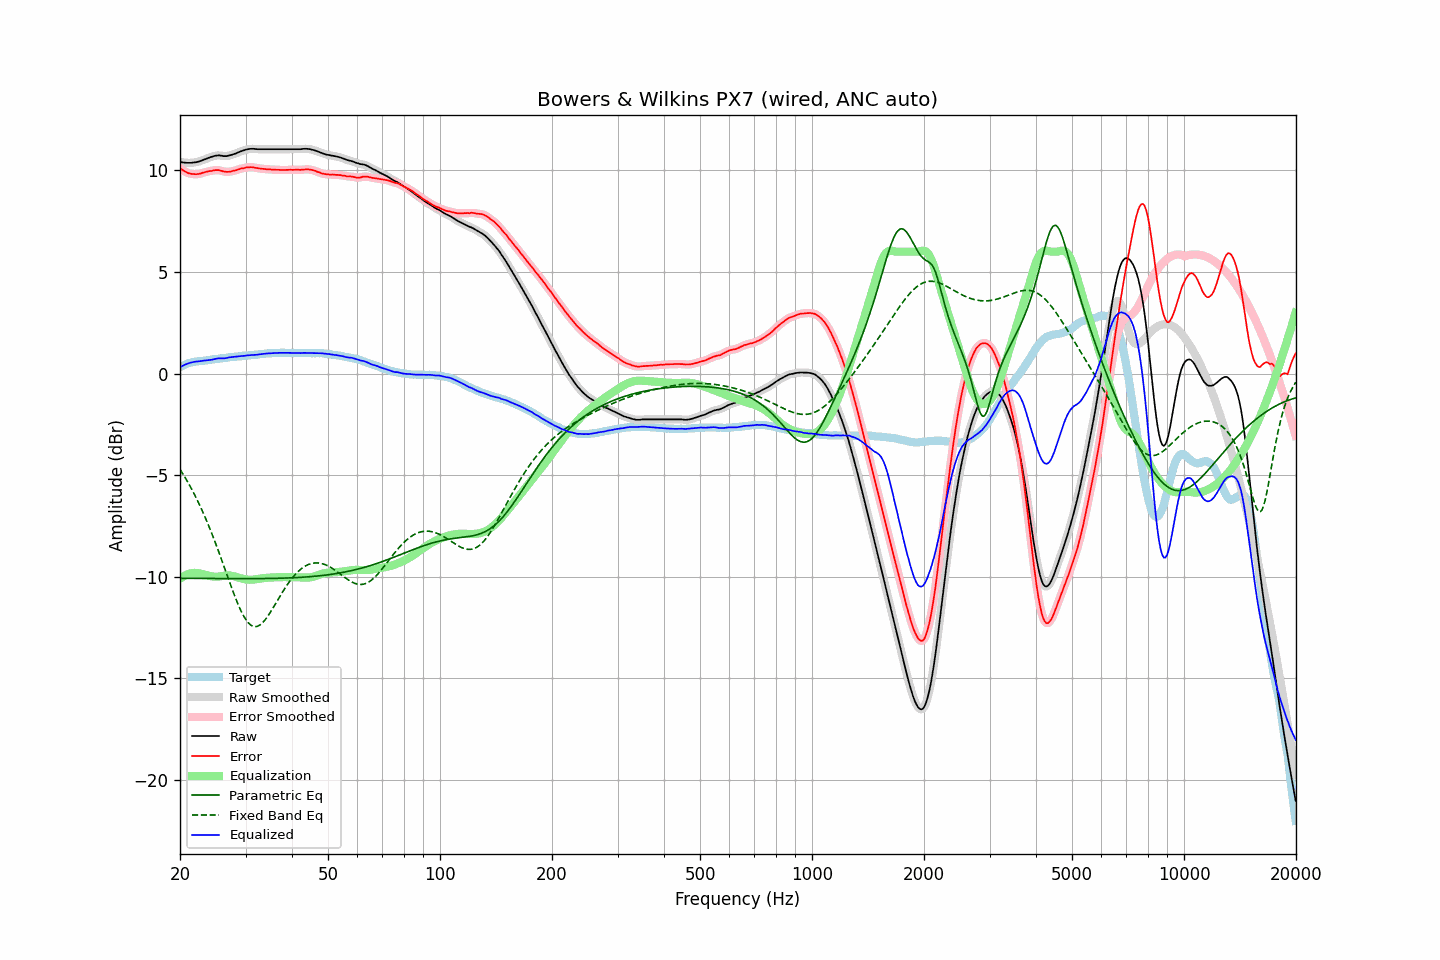 Bowers & Wilkins PX7 (wired, ANC auto)
Amplitude (dBr)
10
5
0
−5
−10
−15
−20
Target
Raw Smoothed
Error Smoothed
Raw
Error
Equalization
Parametric Eq
Fixed Band Eq
Equalized
20 50 100 200 500 1000 2000 5000 10000 20000
Frequency (Hz)